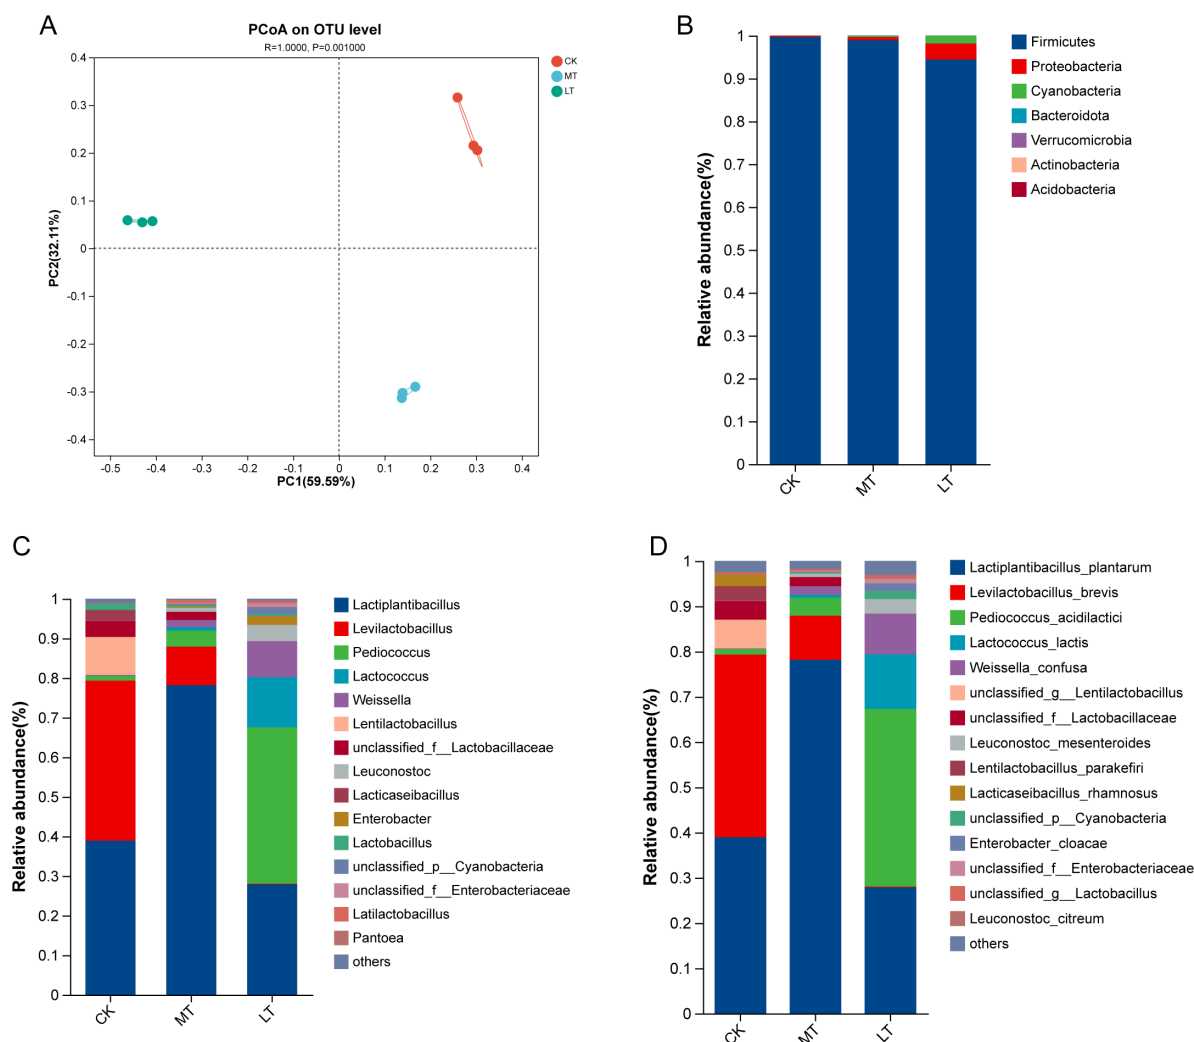 A
PCoA on OTU level
R=1.0000, P=0.001000
CK
MT
LT
PC2(32.11%)
0.4
0.3
0.2
0.1
0
-0.1
-0.2
-0.3
-0.4
-0.5
-0.4
-0.3
-0.2
-0.1
0
0.1
0.2
0.3
0.4
PC1(59.59%)
B
Relative abundance(%)
1
0.9
0.8
0.7
0.6
0.5
0.4
0.3
0.2
0.1
0
CK
MT
LT
Firmicutes
Proteobacteria
Cyanobacteria
Bacteroidota
Verrucomicrobia
Actinobacteria
Acidobacteria
C
Relative abundance(%)
1
0.9
0.8
0.7
0.6
0.5
0.4
0.3
0.2
0.1
0
CK
MT
LT
Lactiplantibacillus
Levilactobacillus
Pediococcus
Lactococcus
Weissella
Lentilactobacillus
unclassified_f__Lactobacillaceae
Leuconostoc
Lacticaseibacillus
Enterobacter
Lactobacillus
unclassified_p__Cyanobacteria
unclassified_f__Enterobacteriaceae
Latilactobacillus
Pantoea
others
D
Relative abundance(%)
1
0.9
0.8
0.7
0.6
0.5
0.4
0.3
0.2
0.1
0
CK
MT
LT
Lactiplantibacillus_plantarum
Levilactobacillus_brevis
Pediococcus_acidilactici
Lactococcus_lactis
Weissella_confusa
unclassified_g__Lentilactobacillus
unclassified_f__Lactobacillaceae
Leuconostoc_mesenteroides
Lentilactobacillus_parakefiri
Lacticaseibacillus_rhamnosus
unclassified_p__Cyanobacteria
Enterobacter_cloacae
unclassified_f__Enterobacteriaceae
unclassified_g__Lactobacillus
Leuconostoc_citreum
others